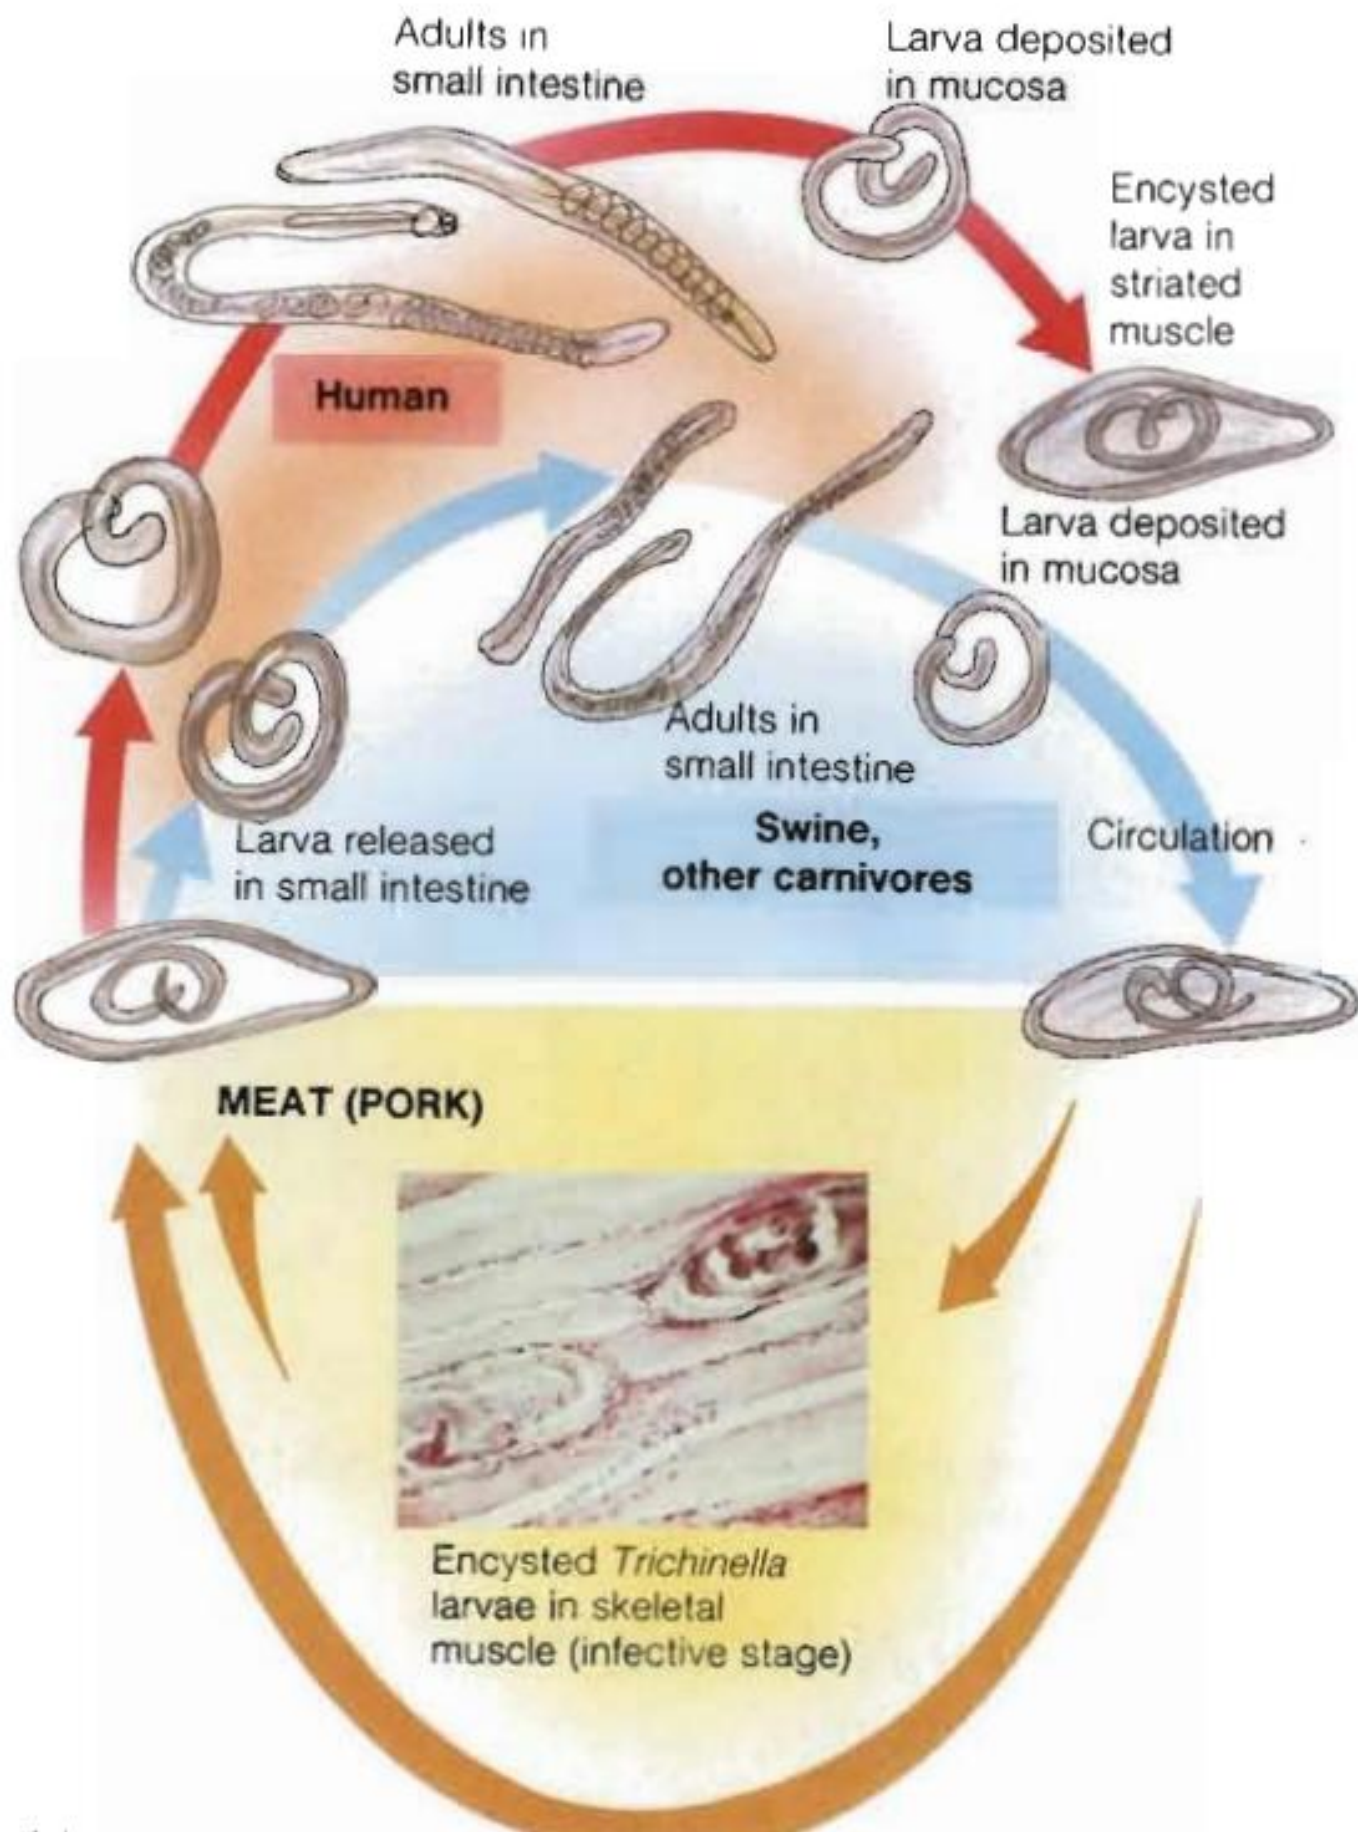 Adults in
small intestine
Larva deposited
in mucosa
Encysted
larva in
striated
muscle
Human
Larva deposited
in mucosa
Adults in
small intestine
Swine,
other carnivores
Circulation
Larva released
in small intestine
MEAT (PORK)
Encysted Trichinella
larvae in skeletal
muscle (infective stage)